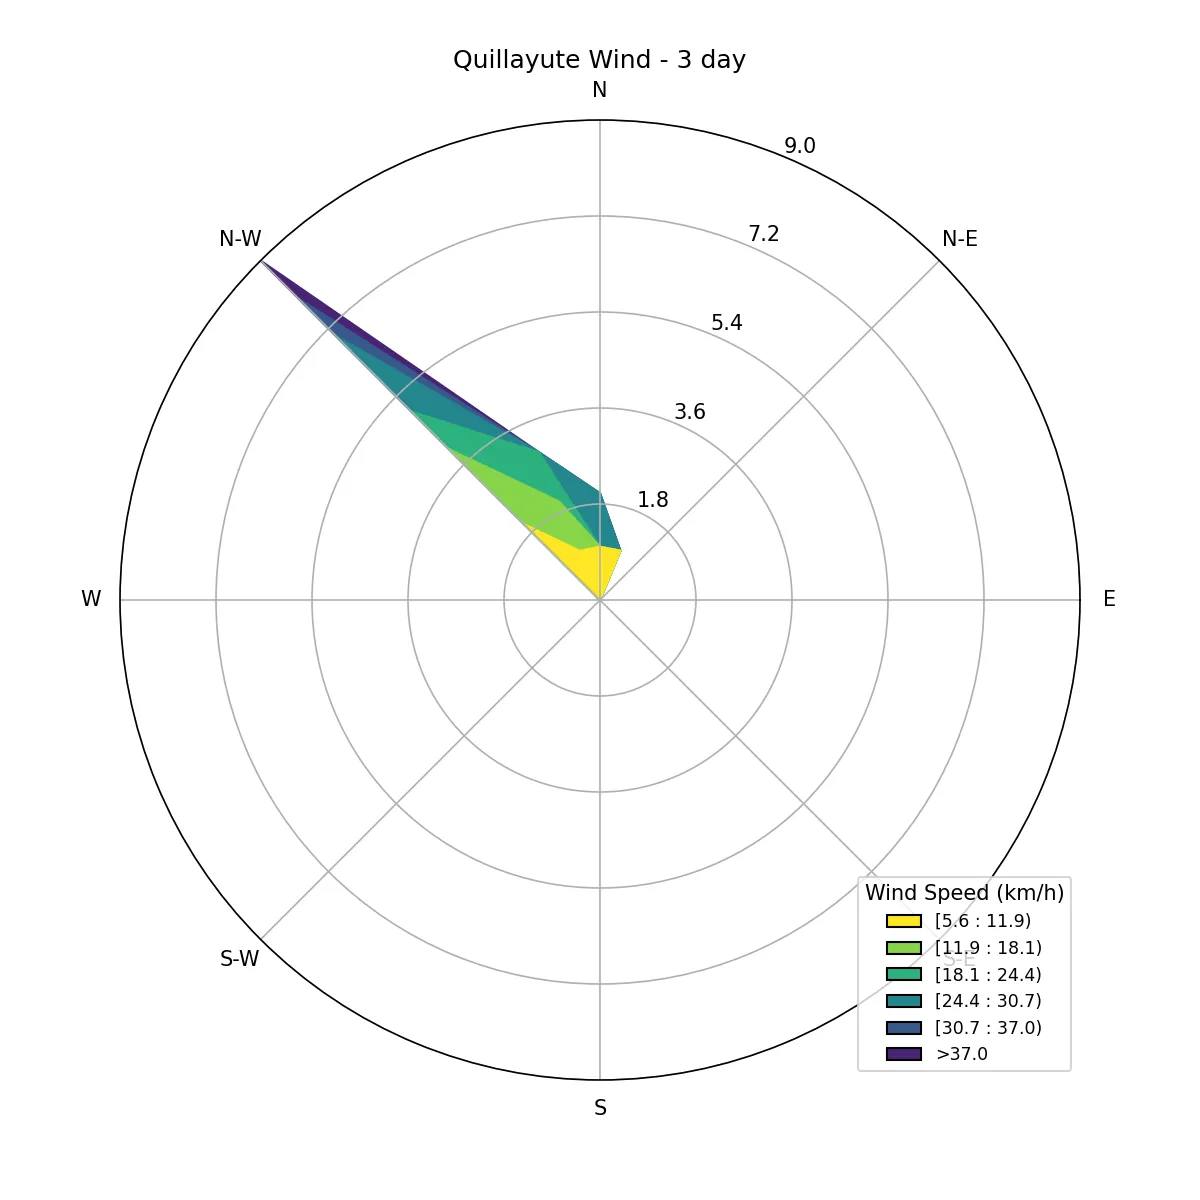 Quillayute Wind - 3 day
N
9.0
N-W
N-E
7.2
5.4
3.6
1.8
W
E
S-W
S-E
S
Wind Speed (km/h)
[5.6 : 11.9)
[11.9 : 18.1)
[18.1 : 24.4)
[24.4 : 30.7)
[30.7 : 37.0)
>37.0